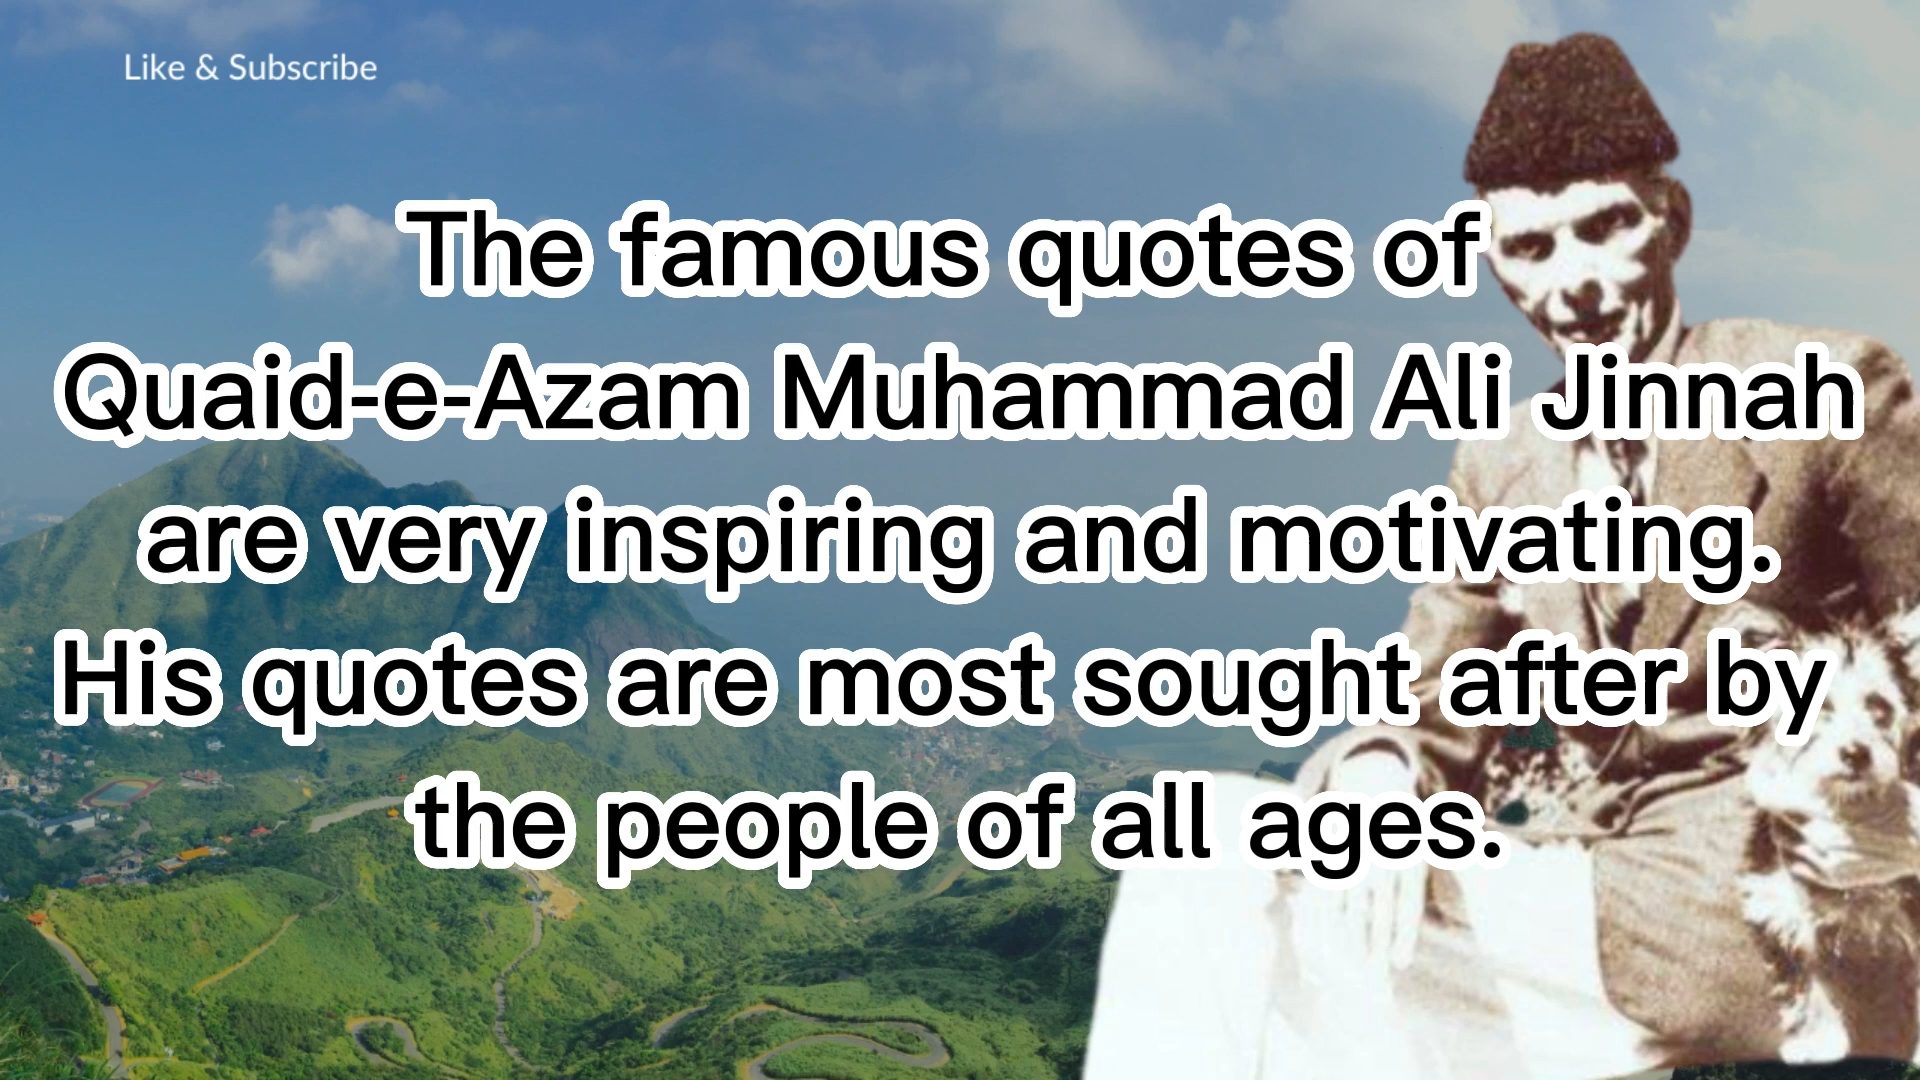 Like & Subscribe
The famous quotes of
Quaid-e-Azam Muhammad Ali Jinnah
are very inspiring and motivating.
His quotes are most sought after by
the people of all ages.